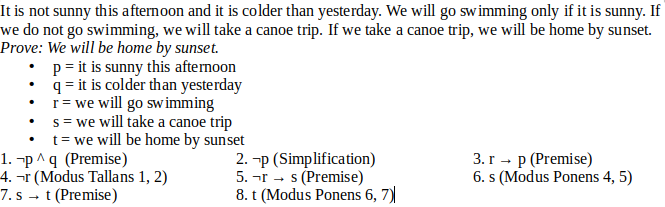 It is not sunny this afternoon and it is colder than yesterday. We will go swimming only if it is sunny. If
we do not go swimming, we will take a canoe trip. If we take a canoe trip, we will be home by sunset.
Prove: We will be home by sunset.
• p = it is sunny this afternoon
• q = it is colder than yesterday
• r = we will go swimming
• s = we will take a canoe trip
• t = we will be home by sunset
1. ¬p ^ q (Premise) 2. ¬p (Simplification) 3. r → p (Premise)
4. ¬r (Modus Tallans 1, 2) 5. ¬r → s (Premise) 6. s (Modus Ponens 4, 5)
7. s → t (Premise) 8. t (Modus Ponens 6, 7)